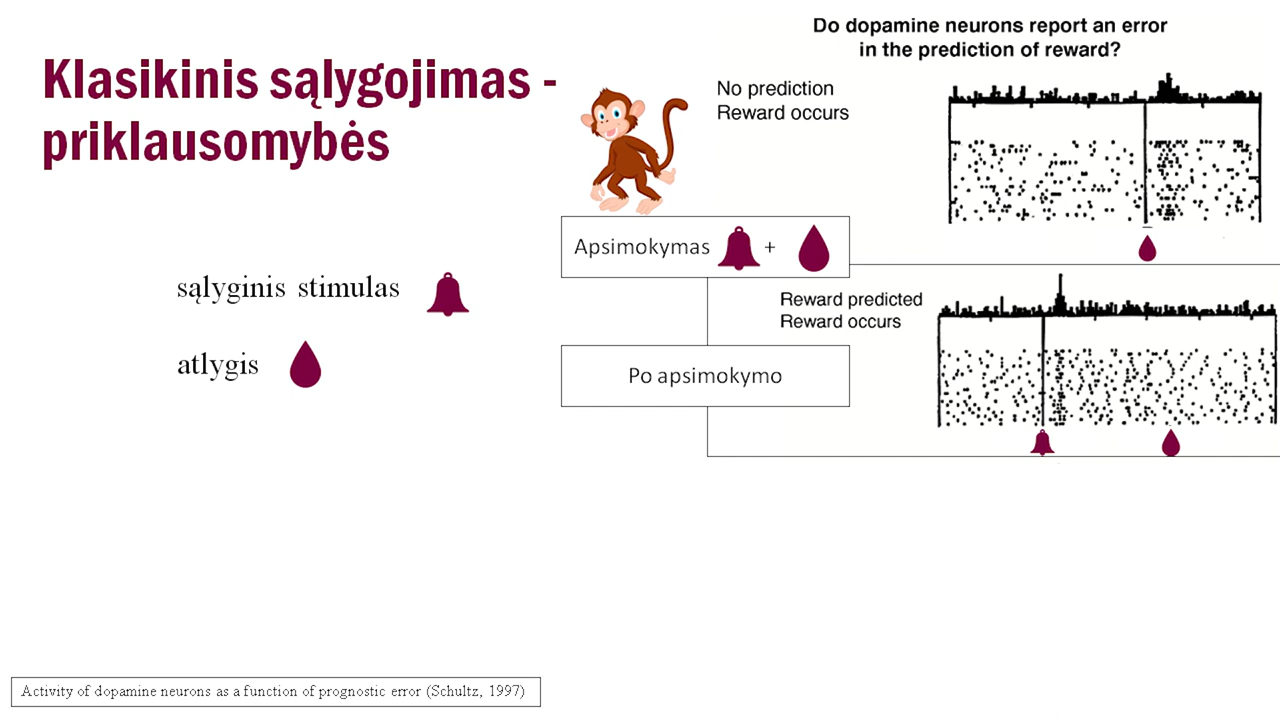 Klasikinis sąlygojimas -
priklausomybės
sąlyginis stimulas
atlygis
Do dopamine neurons report an error
in the prediction of reward?
No prediction
Reward occurs
Apsimokymas +
Reward predicted
Reward occurs
Po apsimokymo
Activity of dopamine neurons as a function of prognostic error (Schultz, 1997)